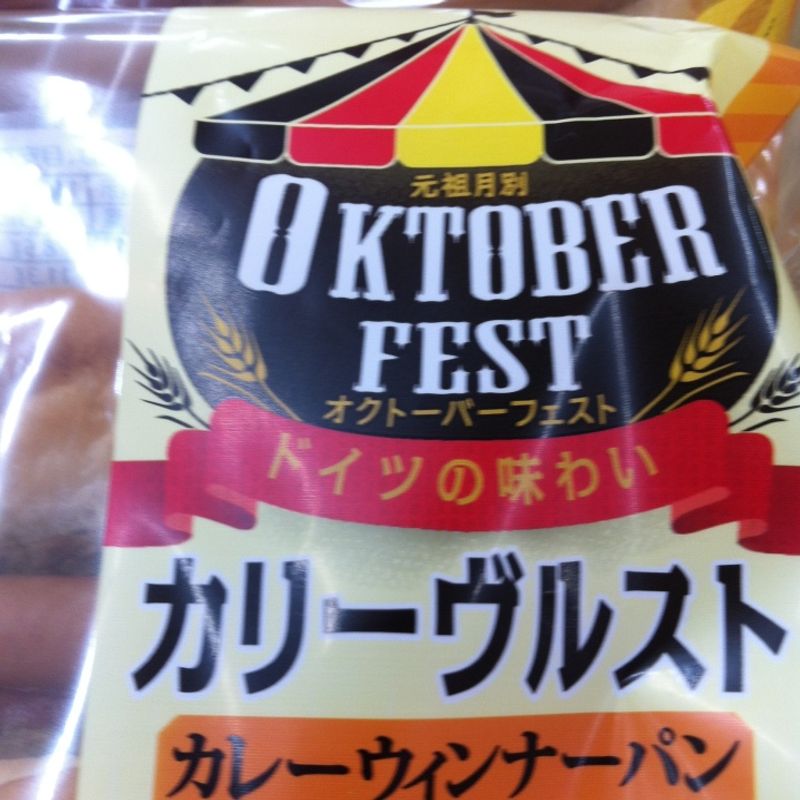 元祖月別
OKTOBER
FEST
オクトーバーフェスト
ドイツの味わい
カリーヴルスト
カレーウィンナーパン